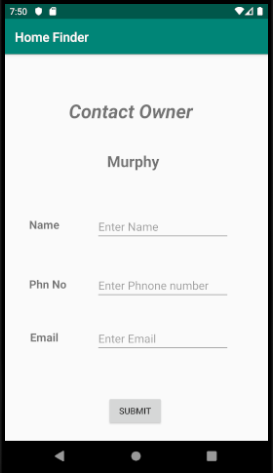 7:50
Home Finder
Contact Owner
Murphy
Name Enter Name
Phn No Enter Phnone number
Email Enter Email
SUBMIT